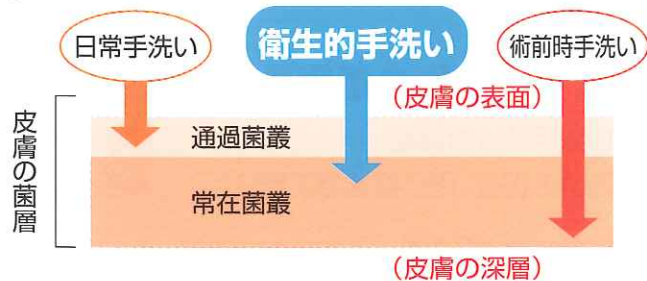 日常手洗い
衛生的手洗い
術前時手洗い
(皮膚の表面)
皮膚の菌層
通過菌叢
常在菌叢
(皮膚の深層)